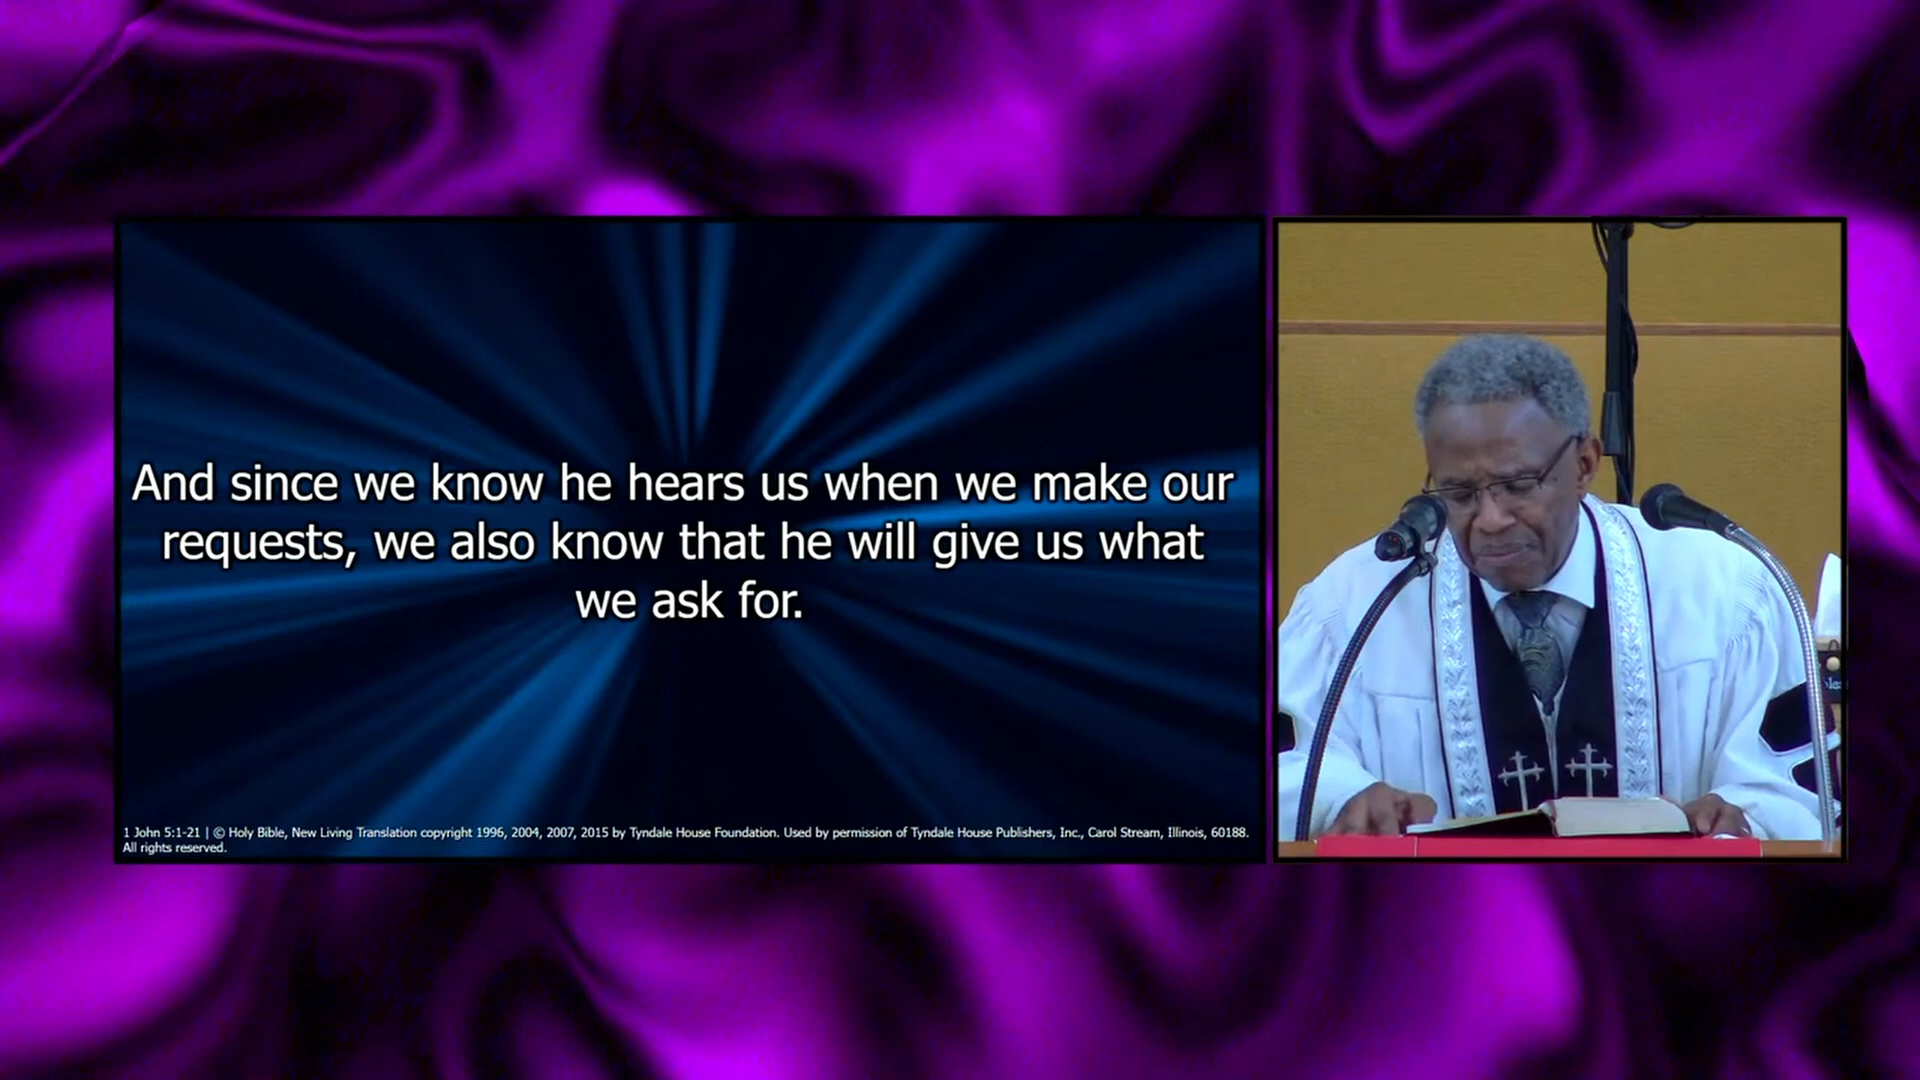 And since we know he hears us when we make our
requests, we also know that he will give us what
we ask for.
1 John 5:1-21 | © Holy Bible, New Living Translation copyright 1996, 2004, 2007, 2015 by Tyndale House Foundation. Used by permission of Tyndale House Publishers, Inc., Carol Stream, Illinois, 60188.
All rights reserved.